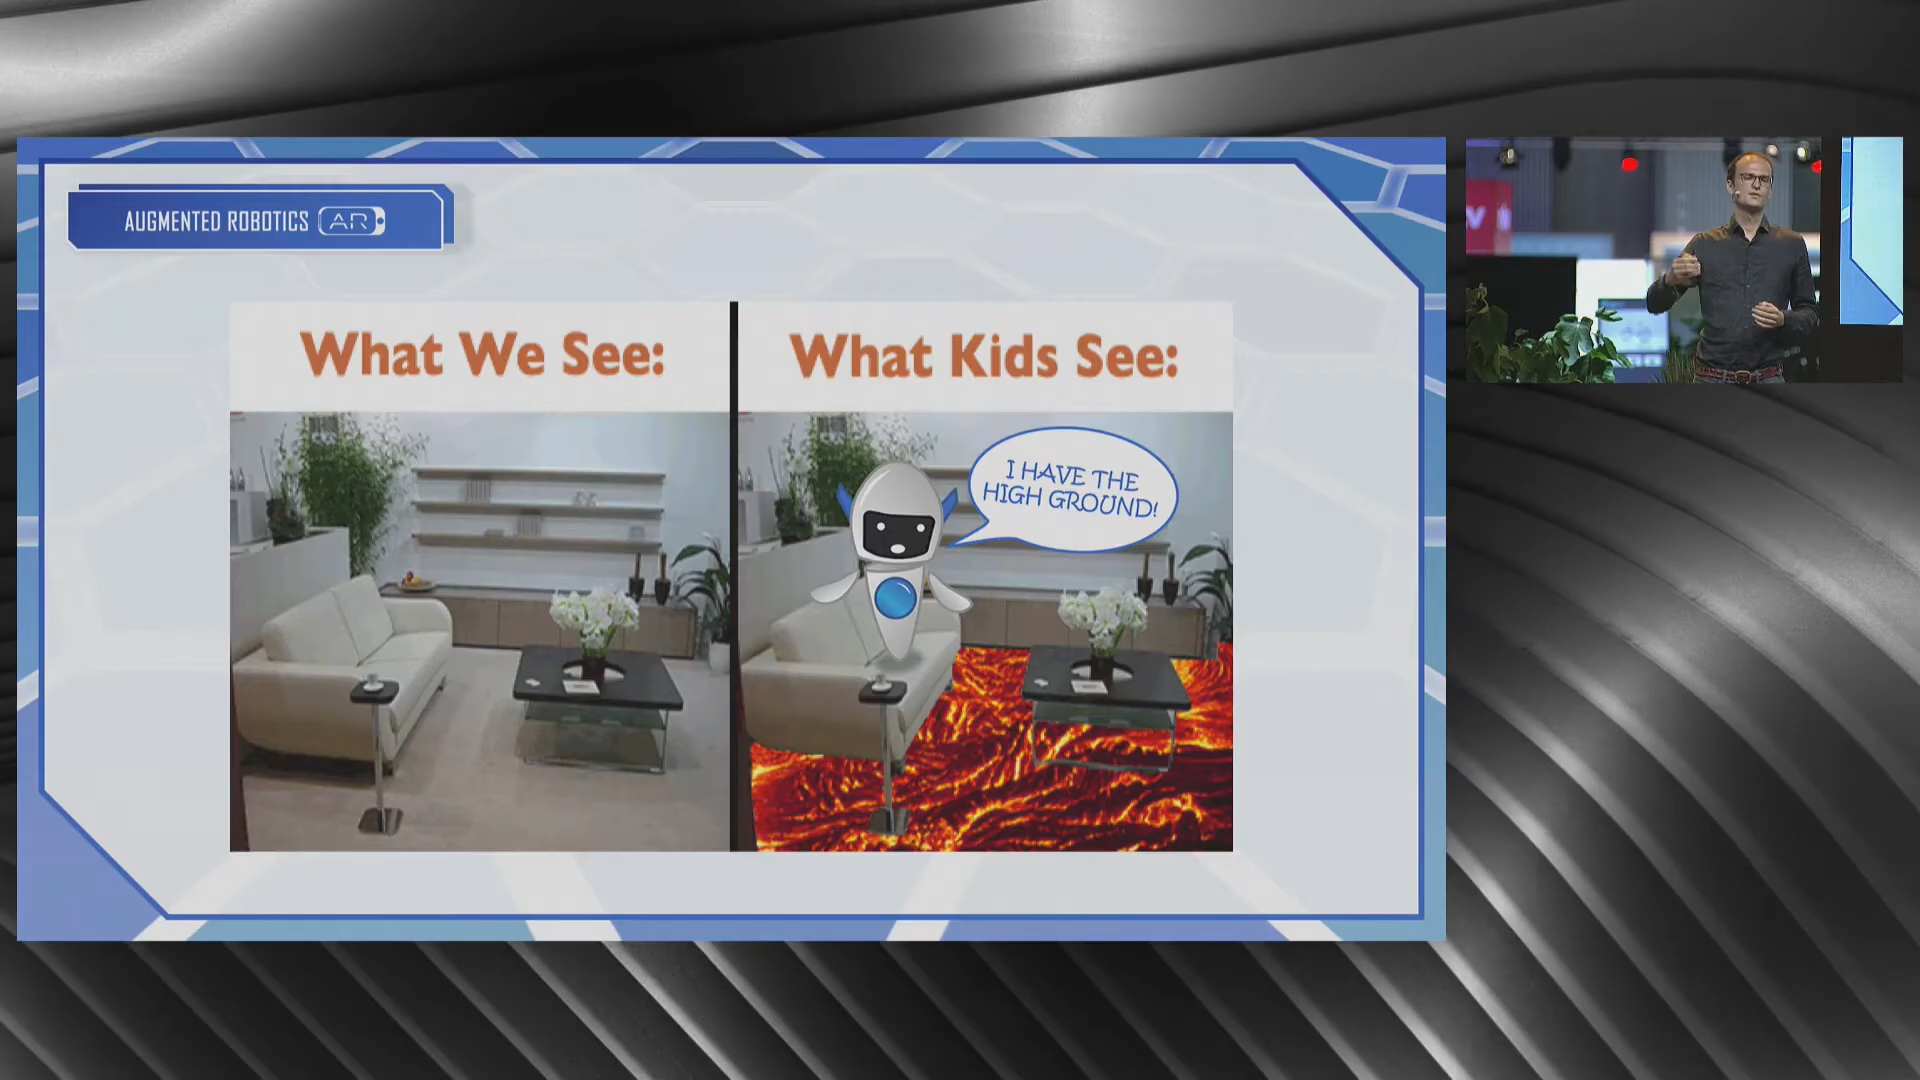 AUGMENTED ROBOTICS AR
What We See:
What Kids See:
I HAVE THE
HIGH GROUND!